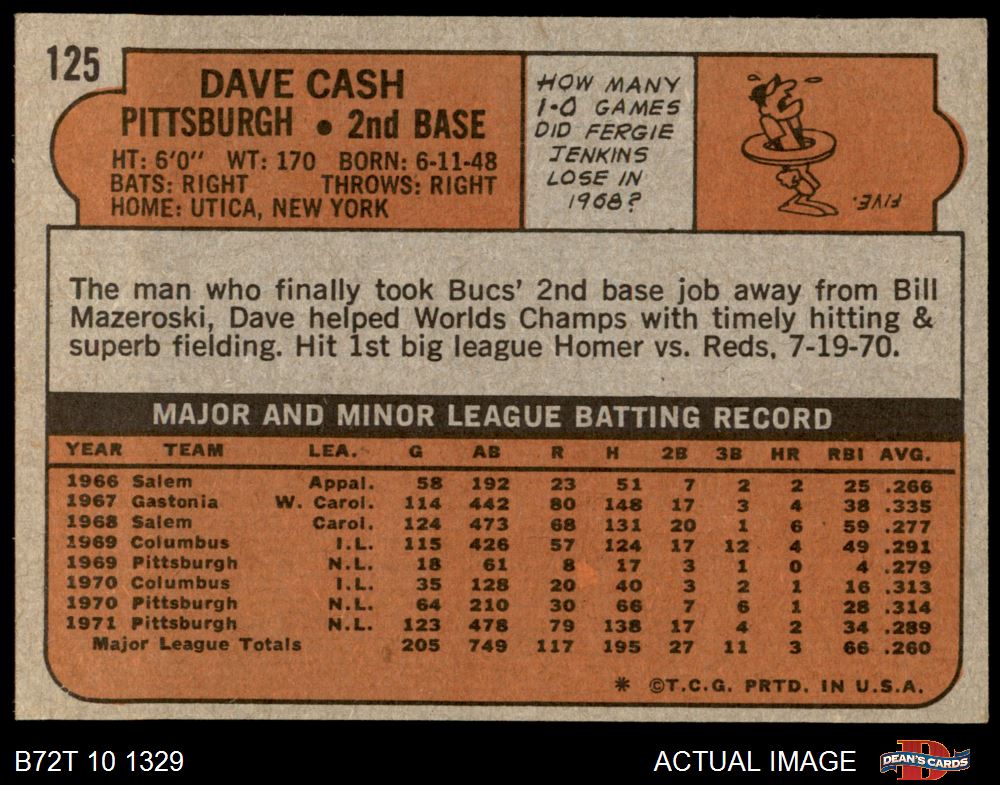 125
DAVE CASH
PITTSBURGH • 2nd BASE
HT: 6'0" WT: 170 BORN: 6-11-48
BATS: RIGHT THROWS: RIGHT
HOME: UTICA, NEW YORK
HOW MANY
1-0 GAMES
DID FERGIE
JENKINS
LOSE IN
1968?
FIVE.
The man who finally took Bucs' 2nd base job away from Bill
Mazeroski, Dave helped Worlds Champs with timely hitting &
superb fielding. Hit 1st big league Homer vs. Reds, 7-19-70.
MAJOR AND MINOR LEAGUE BATTING RECORD
YEAR TEAM LEA. G AB R H 2B 3B HR RBI AVG.
1966 Salem Appal. 58 192 23 51 7 2 2 25 .266
1967 Gastonia W. Carol. 114 442 80 148 17 3 4 38 .335
1968 Salem Carol. 124 473 68 131 20 1 6 59 .277
1969 Columbus I.L. 115 426 57 124 17 12 4 49 .291
1969 Pittsburgh N.L. 18 61 8 17 3 1 0 4 .279
1970 Columbus I.L. 35 128 20 40 3 2 1 16 .313
1970 Pittsburgh N.L. 64 210 30 66 7 6 1 28 .314
1971 Pittsburgh N.L. 123 478 79 138 17 4 2 34 .289
Major League Totals 205 749 117 195 27 11 3 66 .260
* ©T.C.G. PRTD. IN U.S.A.
B72T 10 1329 ACTUAL IMAGE
DEAN'S CARDS